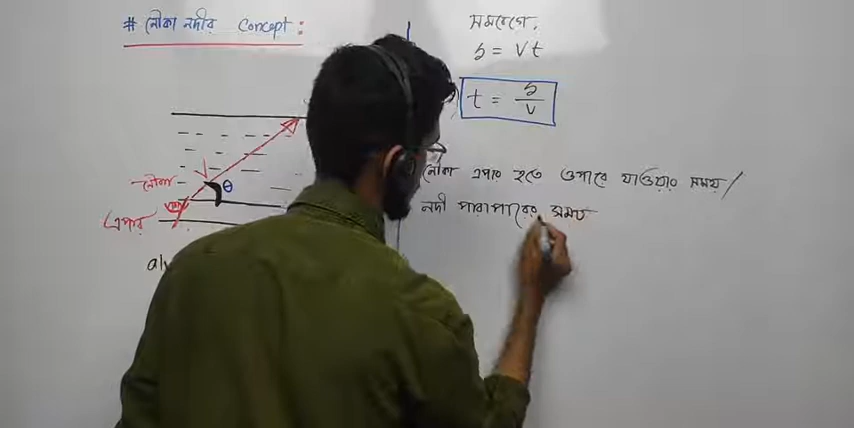 # নৌকা নদীর Concept :
সমবেগে,
s = vt
t = s/v
নৌকা এপার হতে ওপারে যাওয়ার সময় /
নদী পারাপারের সময়
নৌকা
θ
এপার